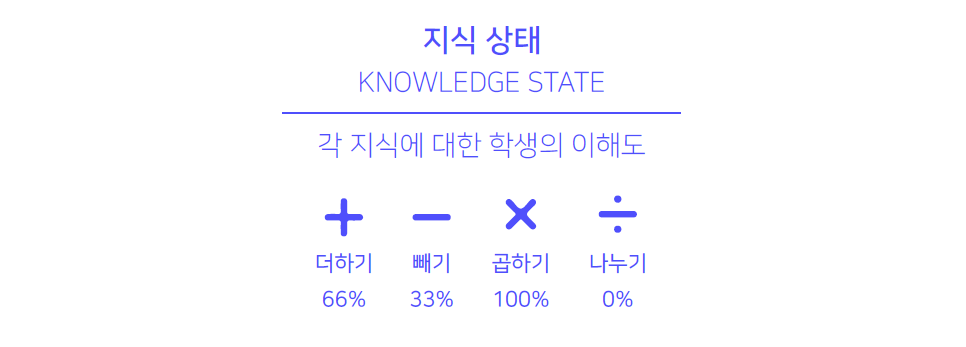 지식 상태
KNOWLEDGE STATE
각 지식에 대한 학생의 이해도
+ − × ÷
더하기 빼기 곱하기 나누기
66% 33% 100% 0%